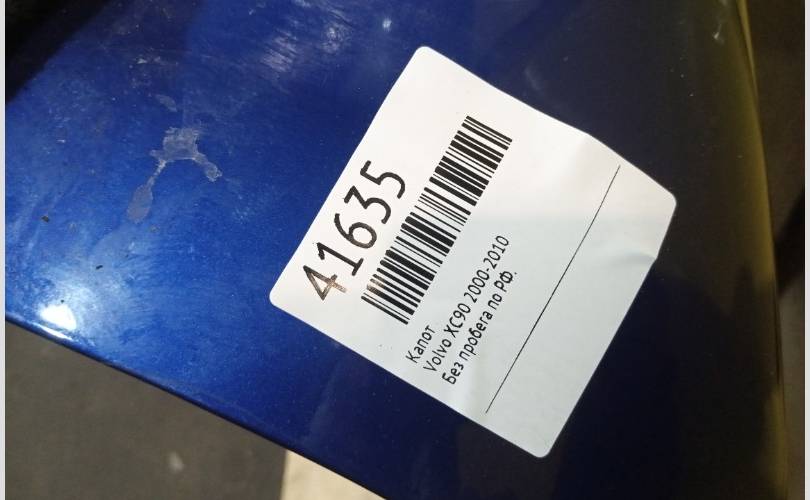 41635
Капот
Volvo XC90 2000-2010
Без пробега по РФ.